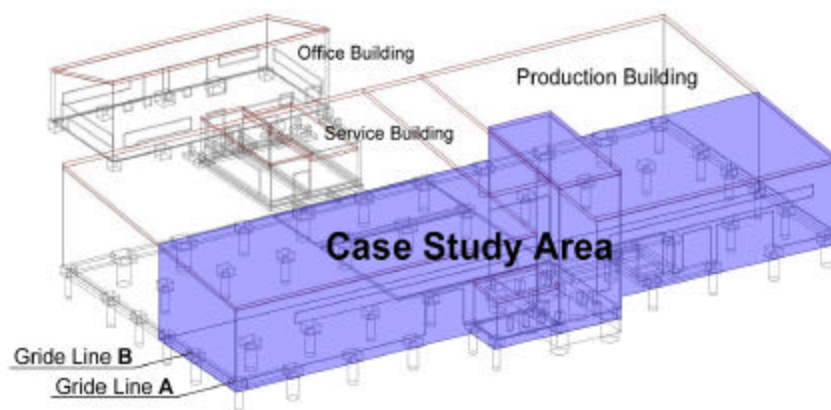 Office Building
Production Building
Service Building
Case Study Area
Gride Line B
Gride Line A